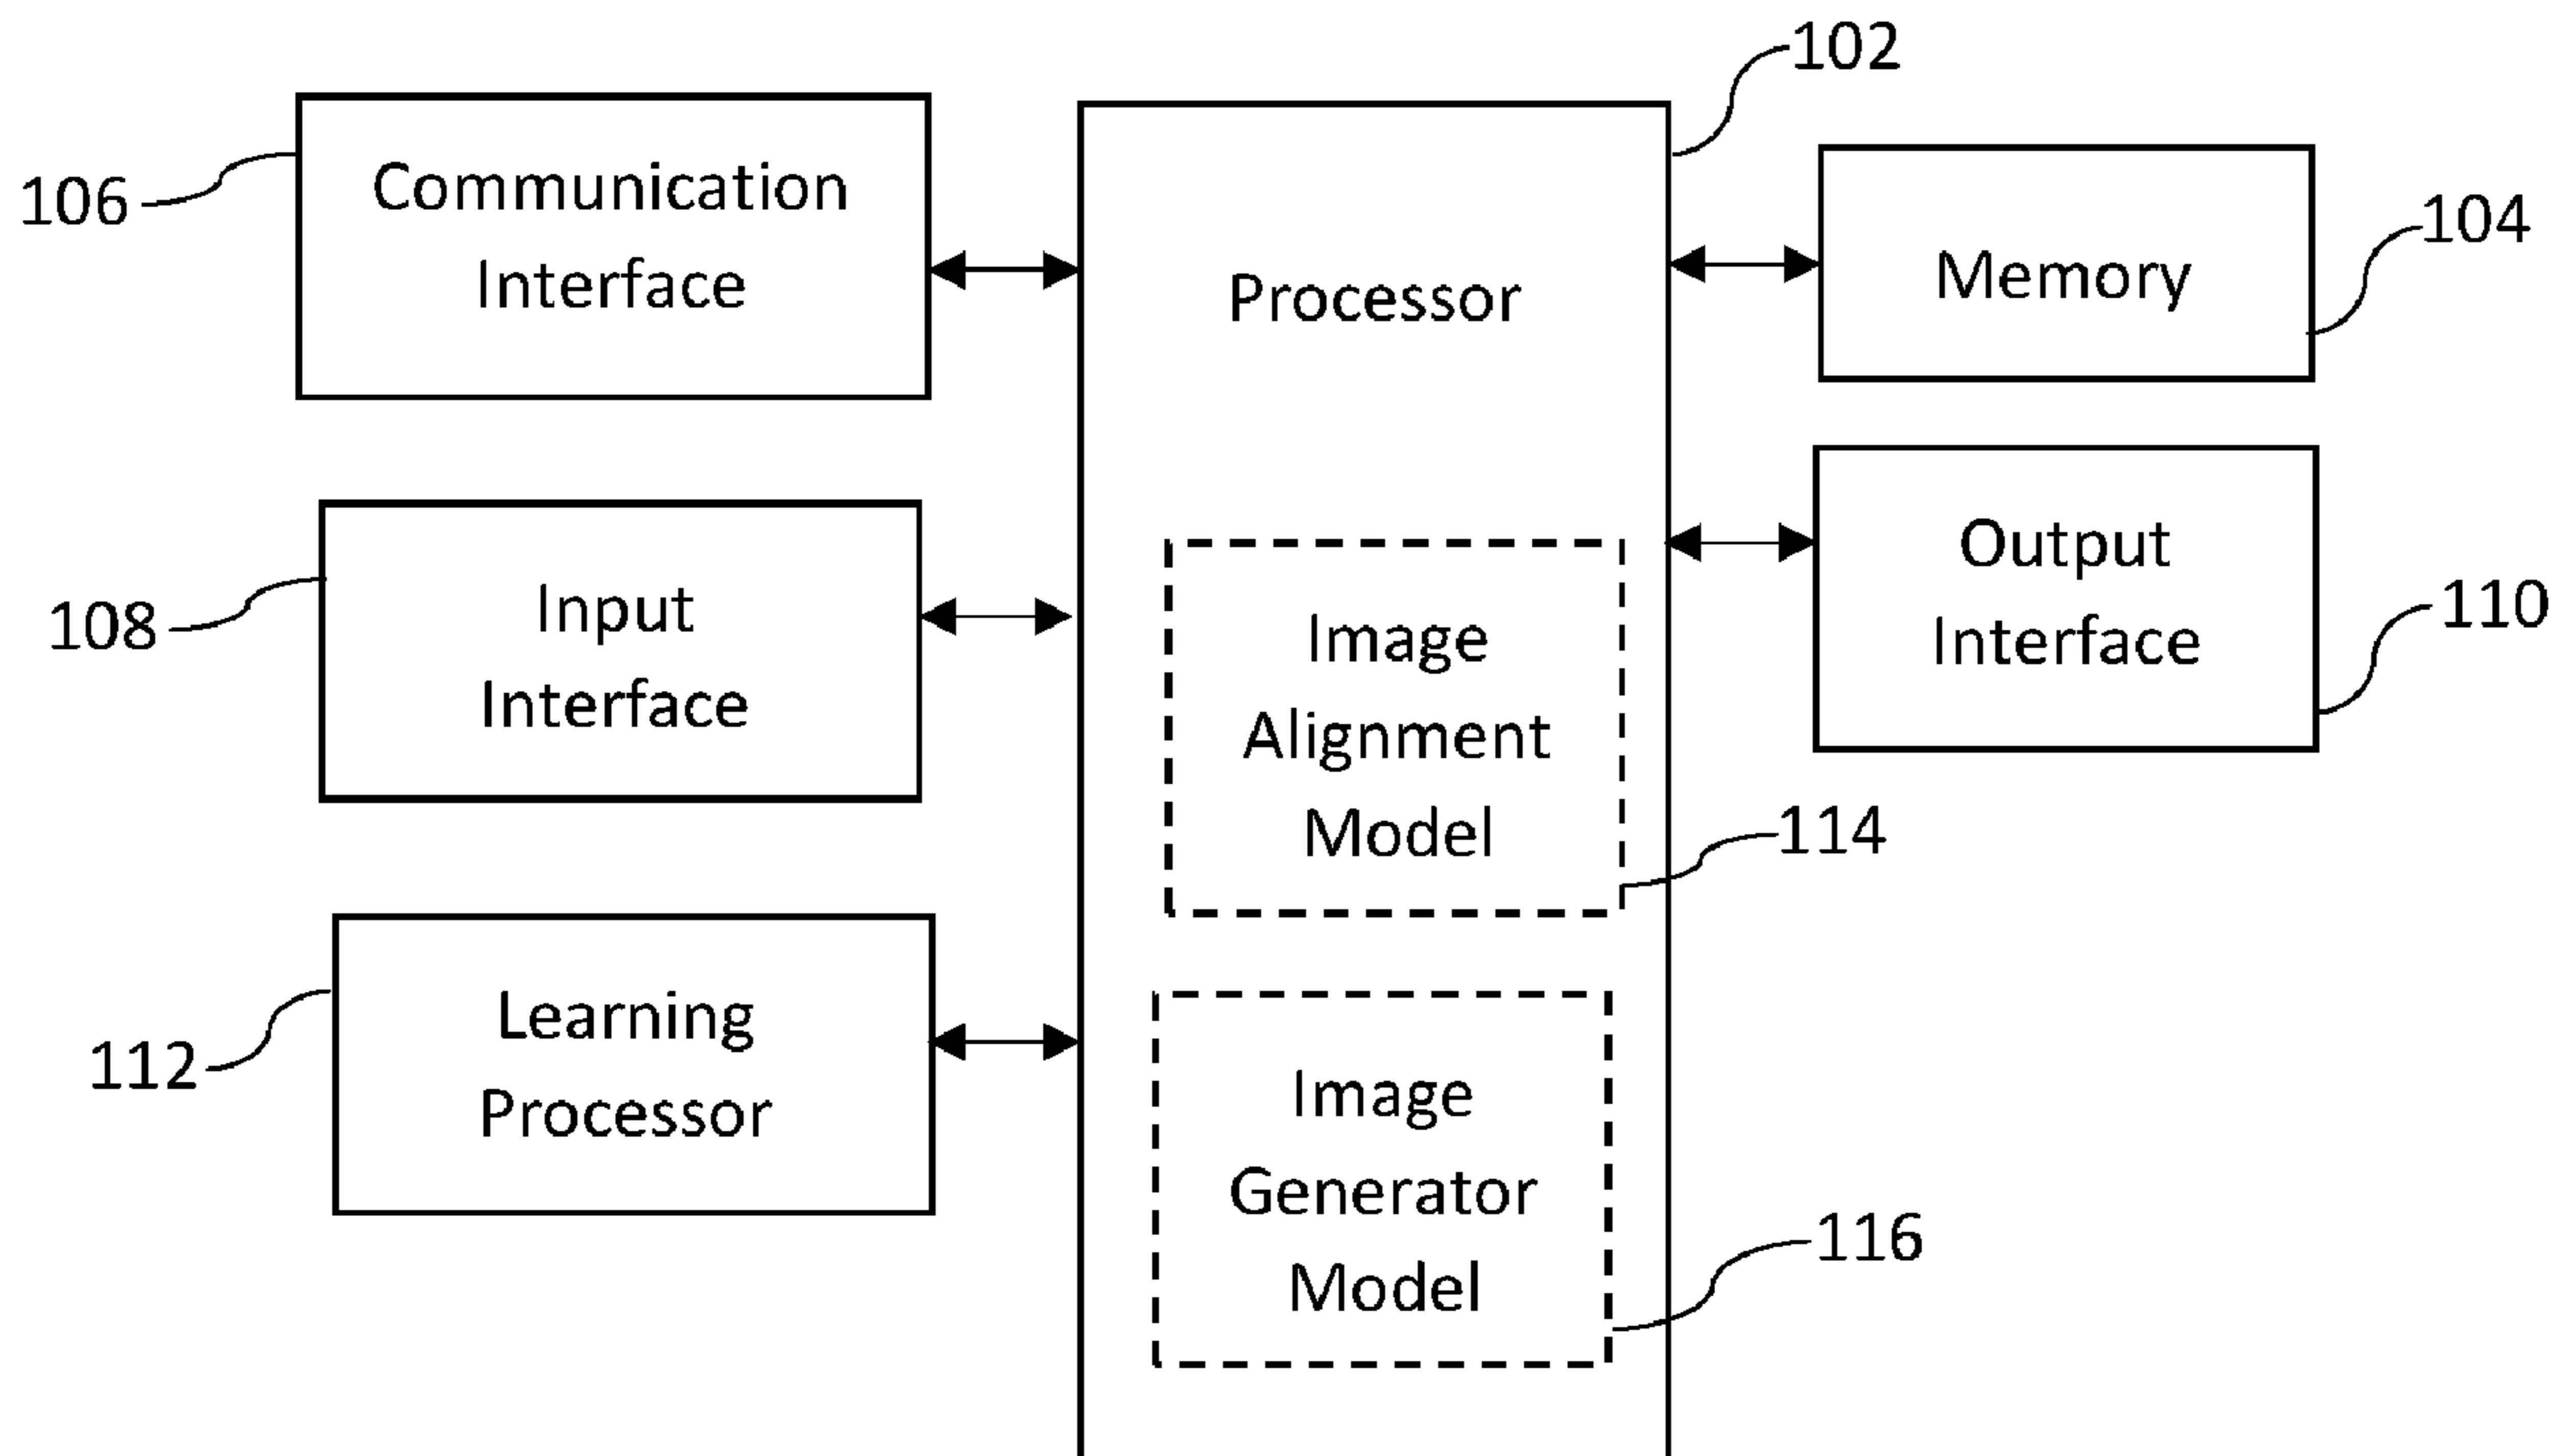 102
106
Communication
Interface
Processor
Memory
104
108
Input
Interface
Image
Alignment
Model
114
Output
Interface
110
112
Learning
Processor
Image
Generator
Model
116